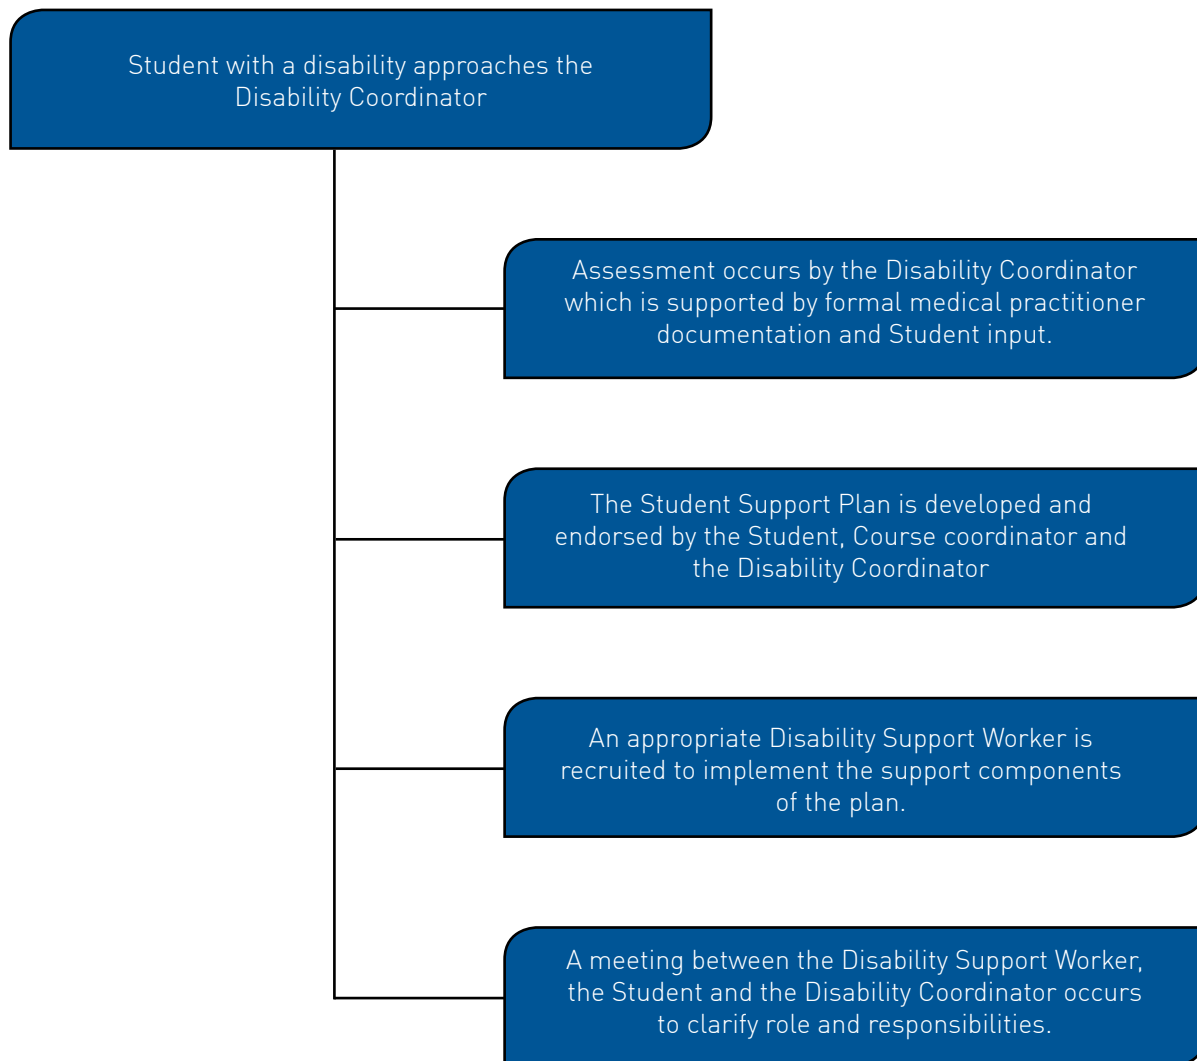 Student with a disability approaches the
Disability Coordinator
Assessment occurs by the Disability Coordinator
which is supported by formal medical practitioner
documentation and Student input.
The Student Support Plan is developed and
endorsed by the Student, Course coordinator and
the Disability Coordinator
An appropriate Disability Support Worker is
recruited to implement the support components
of the plan.
A meeting between the Disability Support Worker,
the Student and the Disability Coordinator occurs
to clarify role and responsibilities.